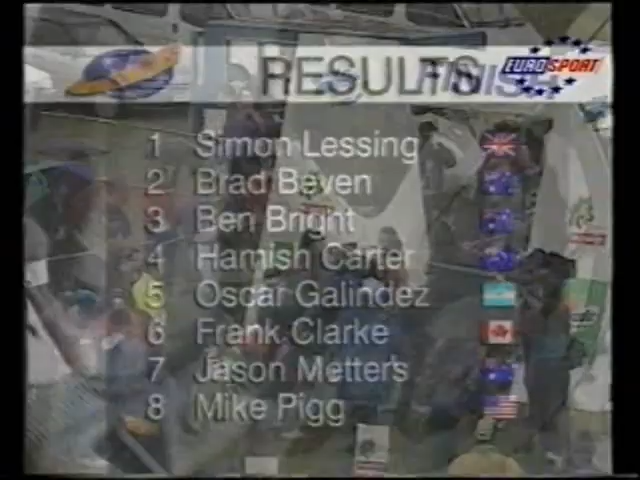 RESULTS
FINISH
EUROSPORT
1 Simon Lessing
2 Brad Beven
3 Ben Bright
4 Hamish Carter
5 Oscar Galindez
6 Frank Clarke
7 Jason Metters
8 Mike Pigg